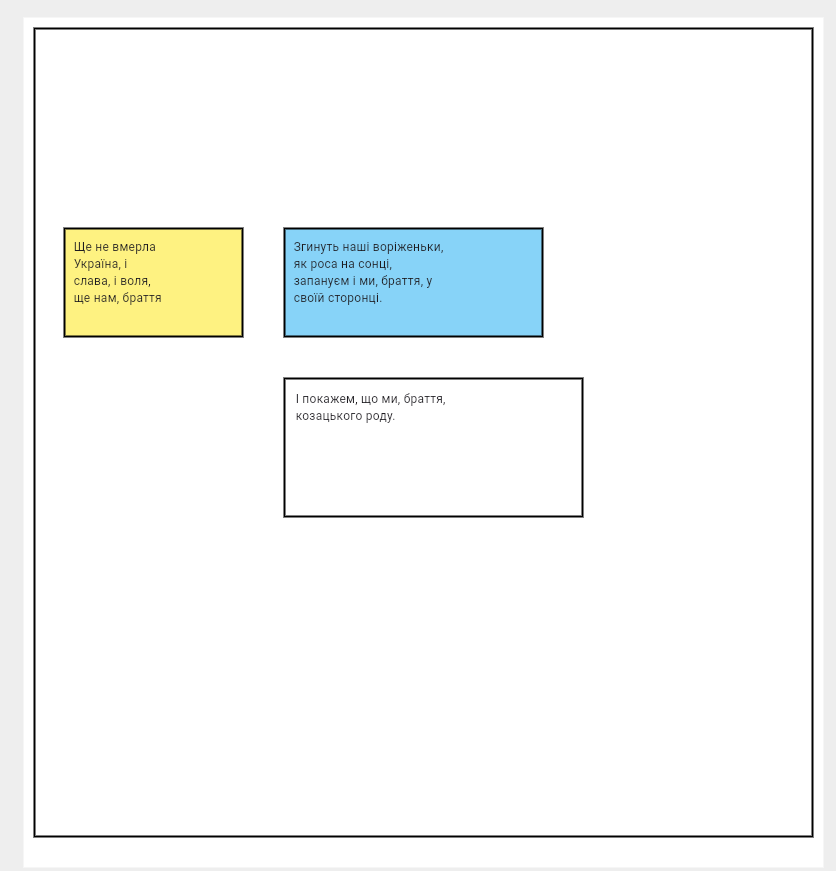 Ще не вмерла
Україна, і
слава, і воля,
ще нам, браття
Згинуть наші воріженьки,
як роса на сонці,
запануєм і ми, браття, у
своїй сторонці.
І покажем, що ми, браття,
козацького роду.